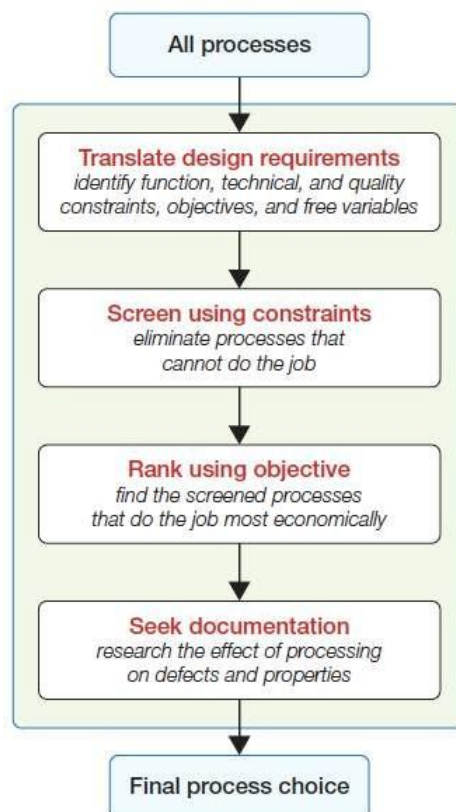 All processes
Translate design requirements
identify function, technical, and quality
constraints, objectives, and free variables
Screen using constraints
eliminate processes that
cannot do the job
Rank using objective
find the screened processes
that do the job most economically
Seek documentation
research the effect of processing
on defects and properties
Final process choice